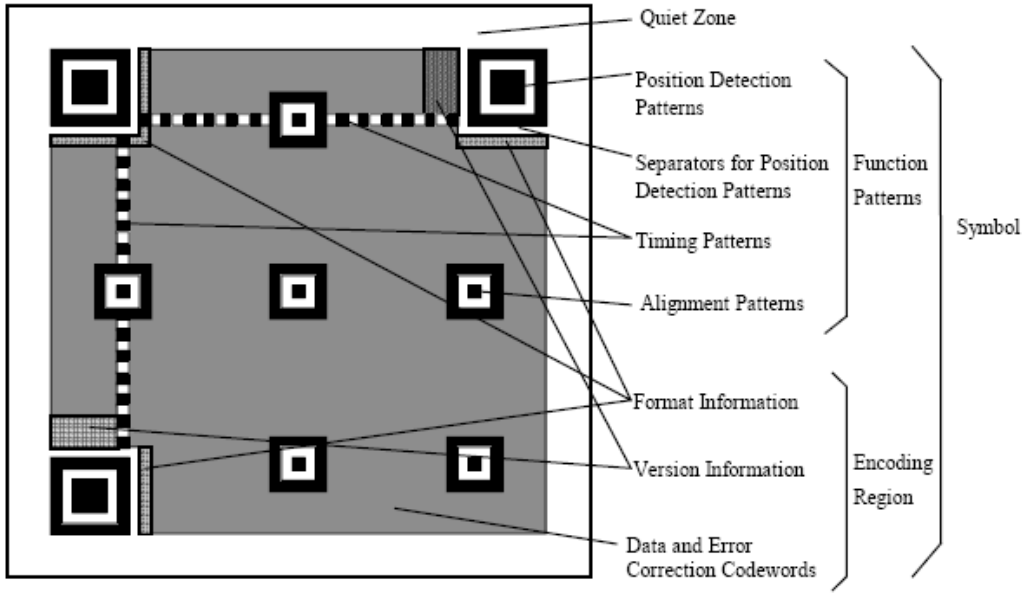 Quiet Zone
Position Detection
Patterns
Separators for Position
Detection Patterns
Function
Patterns
Symbol
Timing Patterns
Alignment Patterns
Format Information
Version Information
Encoding
Region
Data and Error
Correction Codewords